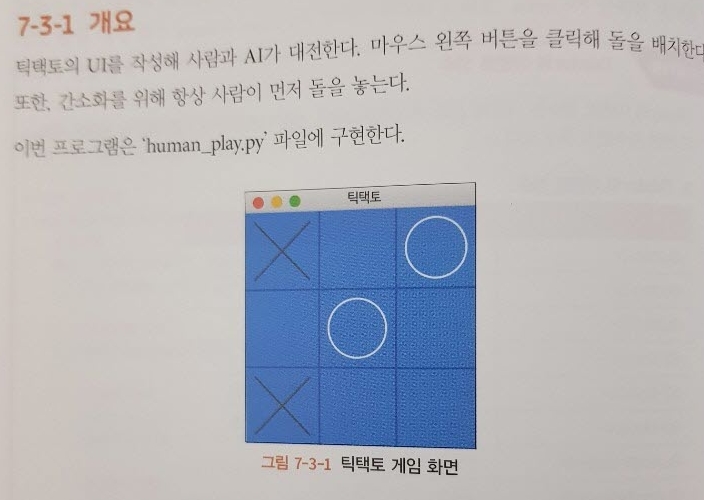 7-3-1 개요
틱택토의 UI를 작성해 사람과 AI가 대전한다. 마우스 왼쪽 버튼을 클릭해 돌을 배치한다
또한, 간소화를 위해 항상 사람이 먼저 돌을 놓는다.
이번 프로그램은 ‘human_play.py’ 파일에 구현한다.
틱택토
그림 7-3-1 틱택토 게임 화면